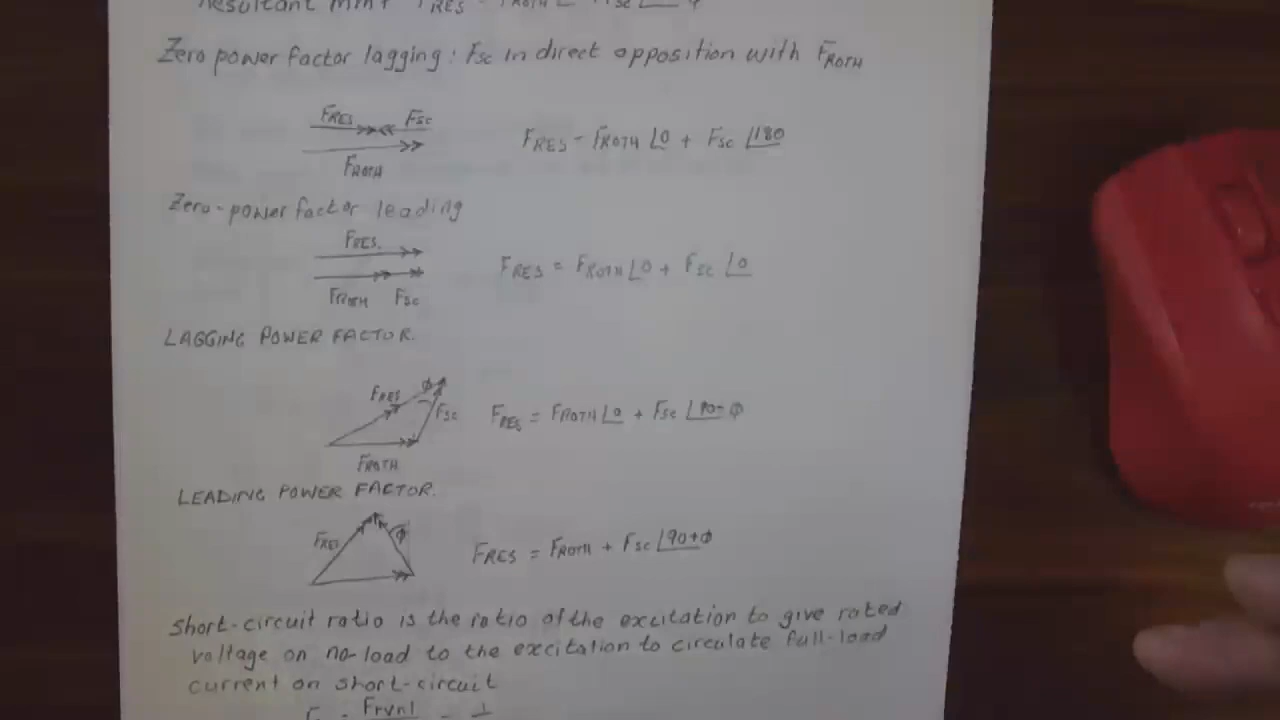 Resultant MMF FRES = FROTH
Zero power factor lagging : Fsc in direct opposition with FROTH
FRES Fsc
FRES = FROTH ∠0 + Fsc ∠180
FROTH
Zero-power factor leading
FRES.
FRES = FROTH ∠0 + Fsc ∠0
FROTH Fsc
LAGGING POWER FACTOR.
FRES φ
Fsc FRES = FROTH ∠0 + Fsc ∠90-φ
FROTH
LEADING POWER FACTOR.
FRES φ
FRES = FROTH + Fsc ∠90+φ
Short-circuit ratio is the ratio of the excitation to give rated
voltage on no-load to the excitation to circulate full-load
current on short-circuit